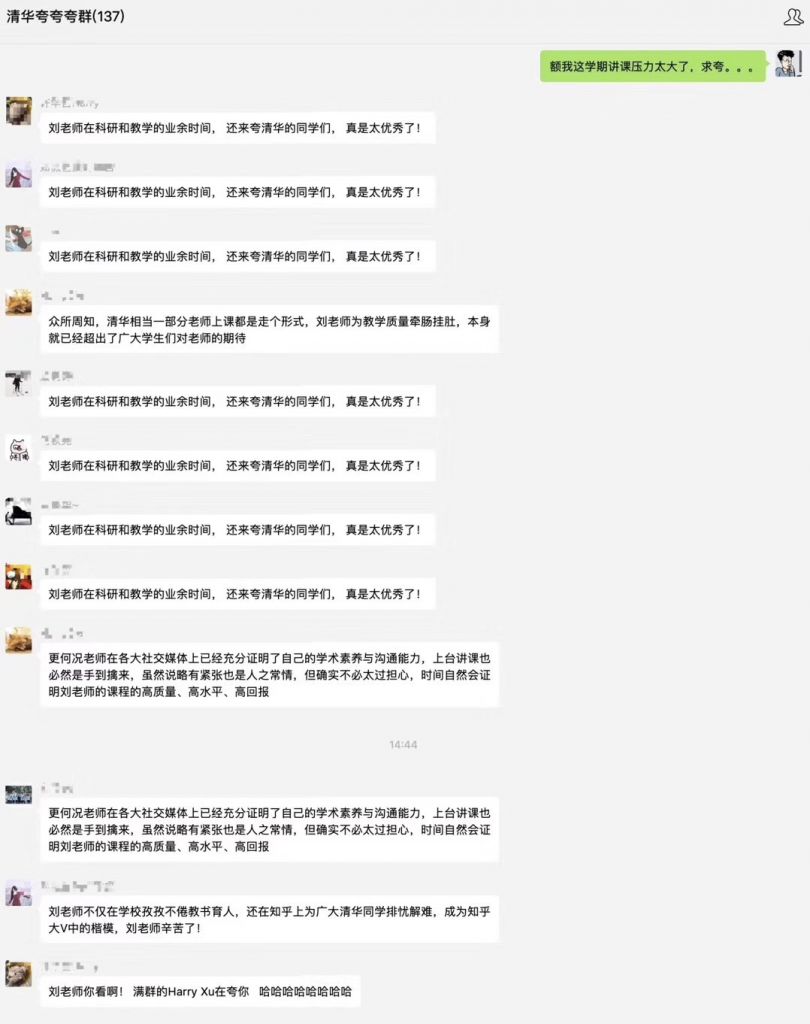 清华夸夸夸群(137)
额我这学期讲课压力太大了，求夸。。。
刘老师在科研和教学的业余时间， 还来夸清华的同学们， 真是太优秀了！
刘老师在科研和教学的业余时间， 还来夸清华的同学们， 真是太优秀了！
刘老师在科研和教学的业余时间， 还来夸清华的同学们， 真是太优秀了！
众所周知，清华相当一部分老师上课都是走个形式，刘老师为教学质量牵肠挂肚，本身
就已经超出了广大学生们对老师的期待
刘老师在科研和教学的业余时间， 还来夸清华的同学们， 真是太优秀了！
刘老师在科研和教学的业余时间， 还来夸清华的同学们， 真是太优秀了！
刘老师在科研和教学的业余时间， 还来夸清华的同学们， 真是太优秀了！
刘老师在科研和教学的业余时间， 还来夸清华的同学们， 真是太优秀了！
更何况老师在各大社交媒体上已经充分证明了自己的学术素养与沟通能力，上台讲课也
必然是手到擒来，虽然说略有紧张也是人之常情，但确实不必太过担心，时间自然会证
明刘老师的课程的高质量、高水平、高回报
14:44
更何况老师在各大社交媒体上已经充分证明了自己的学术素养与沟通能力，上台讲课也
必然是手到擒来，虽然说略有紧张也是人之常情，但确实不必太过担心，时间自然会证
明刘老师的课程的高质量、高水平、高回报
刘老师不仅在学校孜孜不倦教书育人，还在知乎上为广大清华同学排忧解难，成为知乎
大V中的楷模，刘老师辛苦了！
刘老师你看啊！ 满群的Harry Xu在夸你 哈哈哈哈哈哈哈哈